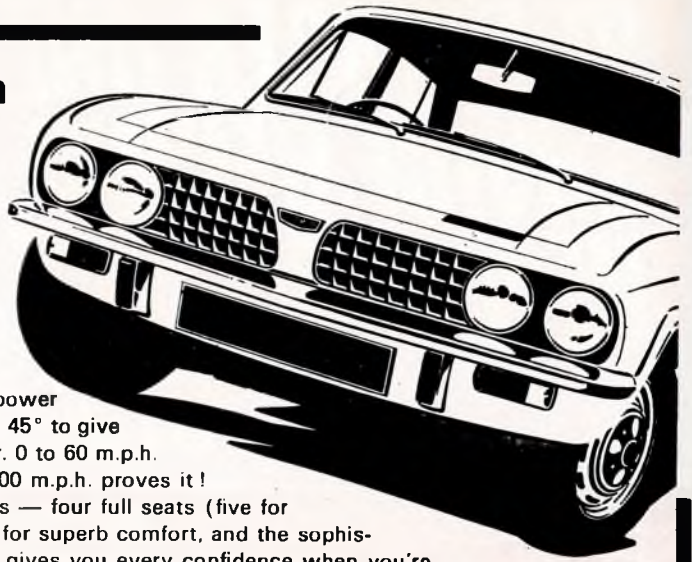 power
45° to give
. 0 to 60 m.p.h.
00 m.p.h. proves it !
s — four full seats (five for
for superb comfort, and the sophis-
gives you every confidence when you're